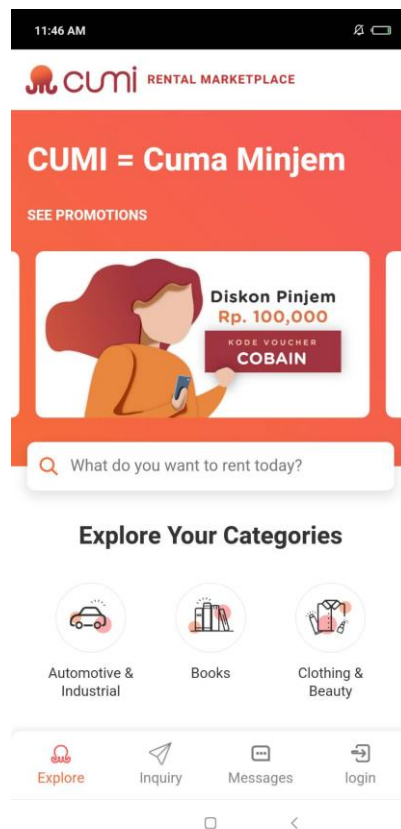 11:46 AM
CUMI RENTAL MARKETPLACE
CUMI = Cuma Minjem
SEE PROMOTIONS
Diskon Pinjem
Rp. 100,000
KODE VOUCHER
COBAIN
What do you want to rent today?
Explore Your Categories
Automotive & Industrial
Books
Clothing & Beauty
Explore
Inquiry
Messages
login